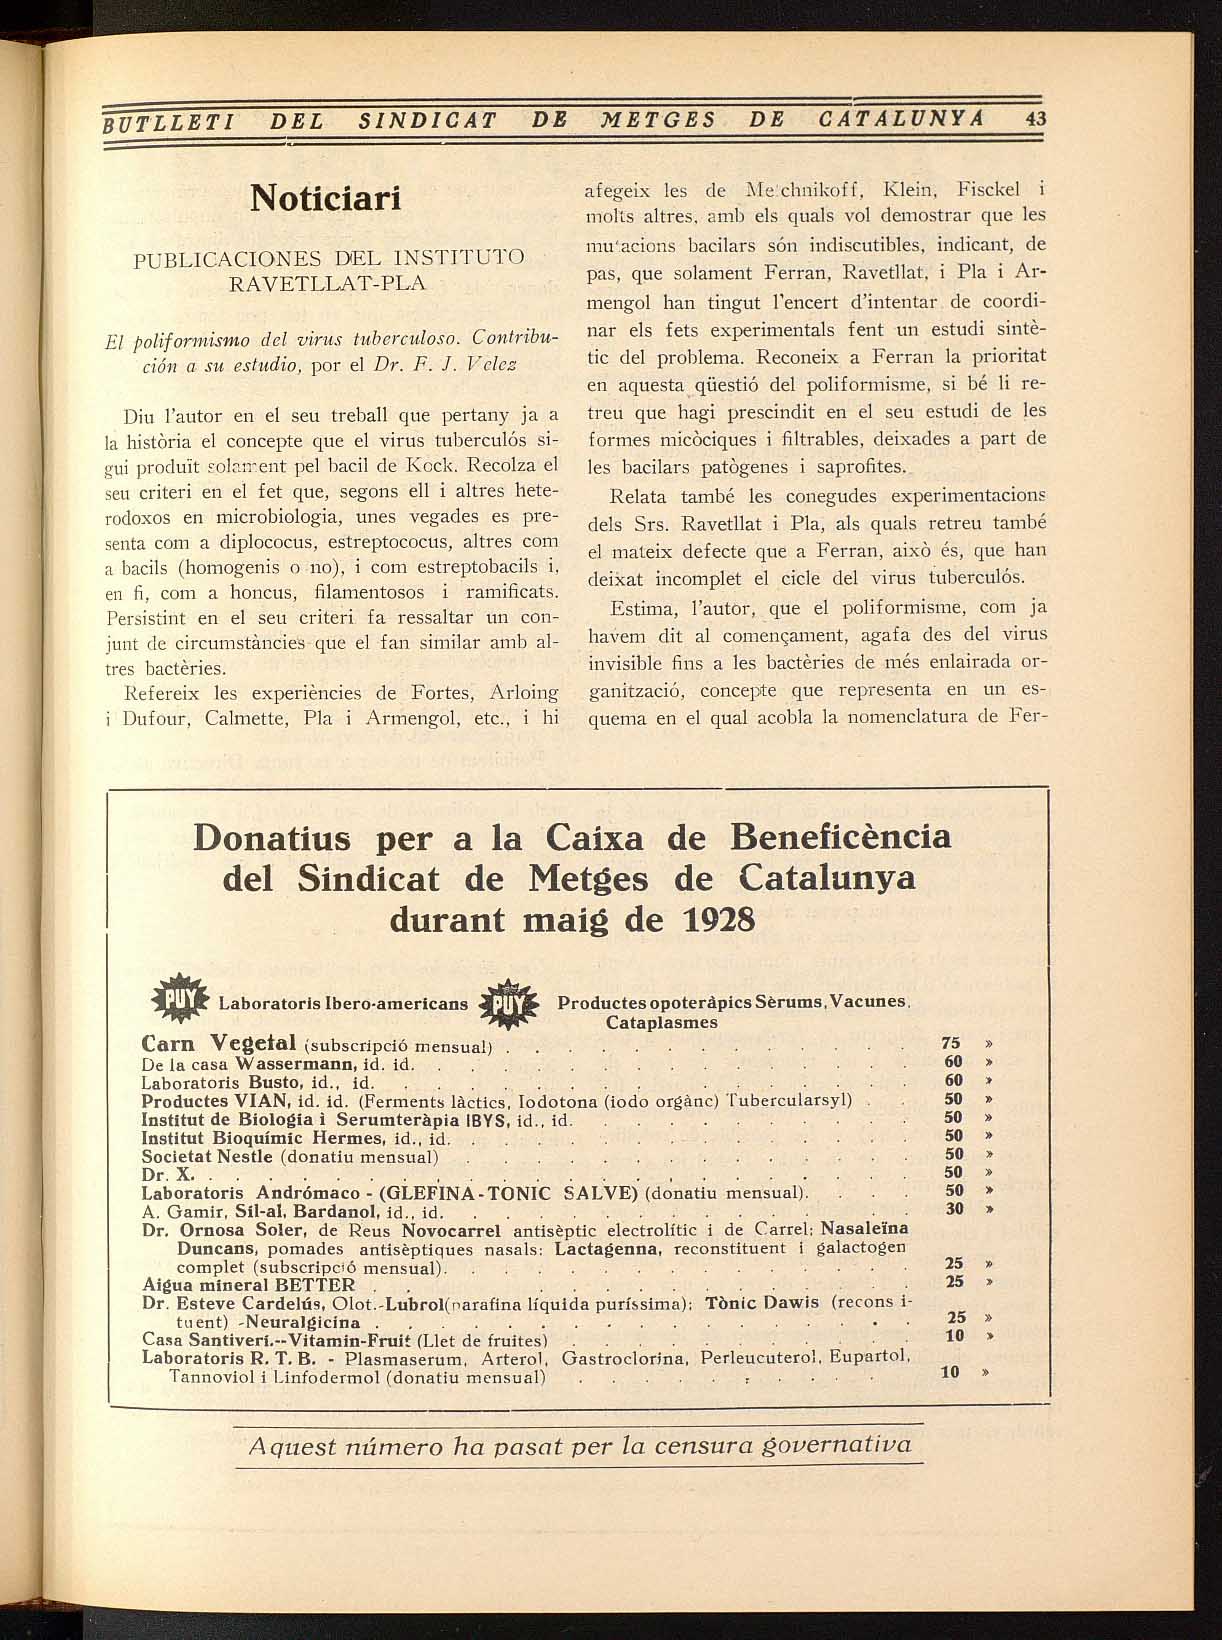 BUTLLETI DEL SINDICAT DE METGES DE CATALUNYA 43
Noticiari
PUBLICACIONES DEL INSTITUTO
RAVETLLAT-PLA
El poliformismo del virus tuberculoso. Contribu-
ción a su estudio, por el Dr. F. J. Velez
Diu l'autor en el seu treball que pertany ja a
la història el concepte que el virus tuberculós si-
gui produït solament pel bacil de Kock. Recolza el
seu criteri en el fet que, segons ell i altres hete-
rodoxos en microbiologia, unes vegades es pre-
senta com a diplococus, estreptococus, altres com
a bacils (homogenis o no), i com estreptobacils i,
en fi, com a honcus, filamentosos i ramificats.
Persistint en el seu criteri fa ressaltar un con-
junt de circumstàncies que el fan similar amb al-
tres bactèries.
Refereix les experiències de Fortes, Arloing
i Dufour, Calmette, Pla i Armengol, etc., i hi
afegeix les de Metchnikoff, Klein, Fisckel i
molts altres, amb els quals vol demostrar que les
mutacions bacilars són indiscutibles, indicant, de
pas, que solament Ferran, Ravetllat, i Pla i Ar-
mengol han tingut l'encert d'intentar de coordi-
nar els fets experimentals fent un estudi sintè-
tic del problema. Reconeix a Ferran la prioritat
en aquesta qüestió del poliformisme, si bé li re-
treu que hagi prescindit en el seu estudi de les
formes micòciques i filtrables, deixades a part de
les bacilars patògenes i saprofites.
Relata també les conegudes experimentacions
dels Srs. Ravetllat i Pla, als quals retreu també
el mateix defecte que a Ferran, això és, que han
deixat incomplet el cicle del virus tuberculós.
Estima, l'autor, que el poliformisme, com ja
havem dit al començament, agafa des del virus
invisible fins a les bactèries de més enlairada or-
ganització, concepte que representa en un es-
quema en el qual acobla la nomenclatura de Fer-
Donatius per a la Caixa de Beneficència
del Sindicat de Metges de Catalunya
durant maig de 1928
PUY Laboratoris Ibero-americans PUY Productes opoteràpics Sèrums, Vacunes,
Cataplasmes
Carn Vegetal (subscripció mensual) . . . . . . . . . . . . . 75 »
De la casa Wassermann, id. id. . . . . . . . . . . . . . . . 60 »
Laboratoris Busto, id., id. . . . . . . . . . . . . . . . . 60 »
Productes VIAN, id. id. (Ferments làctics, Iodotona (iodo orgànc) Tubercularsyl) . . 50 »
Institut de Biologia i Serumteràpia IBYS, id., id. . . . . . . . . . . 50 »
Institut Bioquímic Hermes, id., id. . . . . . . . . . . . . . . 50 »
Societat Nestle (donatiu mensual) . . . . . . . . . . . . . . 50 »
Dr. X. . . . . . . . . . . . . . . . . . . . . . . 50 »
Laboratoris Andrómaco - (GLEFINA-TONIC SALVE) (donatiu mensual). . . . 50 »
A. Gamir, Sil-al, Bardanol, id., id. . . . . . . . . . . . . . . 30 »
Dr. Ornosa Soler, de Reus Novocarrel antisèptic electrolític i de Carrel; Nasaleïna
Duncans, pomades antisèptiques nasals: Lactagenna, reconstituent i galactogen
complet (subscripció mensual). . . . . . . . . . . . . . . 25 »
Aigua mineral BETTER . . . . . . . . . . . . . . . . . 25 »
Dr. Esteve Cardelús, Olot.-Lubrol(parafina líquida puríssima); Tònic Dawis (recons i-
tuent) -Neuralgicina . . . . . . . . . . . . . . . . . 25 »
Casa Santiveri.--Vitamin-Fruit (Llet de fruites) . . . . . . . . . . . 10 »
Laboratoris R. T. B. - Plasmaserum, Arterol, Gastroclorina, Perleucuterol, Eupartol,
Tannoviol i Linfodermol (donatiu mensual) . . . . . . . . . . 10 »
Aquest número ha pasat per la censura governativa